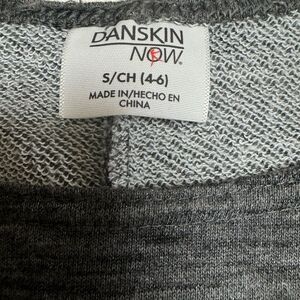 DANSKIN
NOW.
S/CH (4-6)
MADE IN/HECHO EN
CHINA